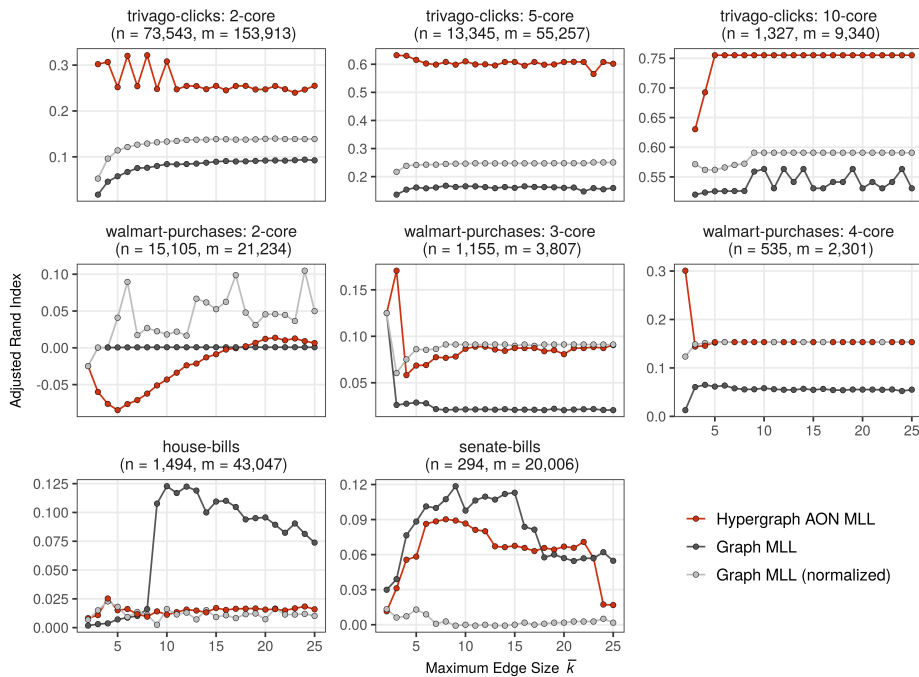 trivago-clicks: 2-core
(n = 73,543, m = 153,913)
0.3
0.2
0.1
trivago-clicks: 5-core
(n = 13,345, m = 55,257)
0.6
0.5
0.4
0.3
0.2
trivago-clicks: 10-core
(n = 1,327, m = 9,340)
0.75
0.65
0.60
0.55
walmart-purchases: 2-core
(n = 15,105, m = 21,234)
0.10
0.05
0.00
-0.05
walmart-purchases: 3-core
(n = 1,155, m = 3,807)
0.15
0.10
0.05
walmart-purchases: 4-core
(n = 535, m = 2,301)
0.3
0.2
0.1
0.0
5 10 15 20 25
Adjusted Rand Index
house-bills
(n = 1,494, m = 43,047)
0.125
0.100
0.075
0.050
0.025
0.000
5 10 15 20 25
senate-bills
(n = 294, m = 20,006)
0.12
0.09
0.06
0.03
0.00
5 10 15 20 25
Hypergraph AON MLL
Graph MLL
Graph MLL (normalized)
Maximum Edge Size k̄